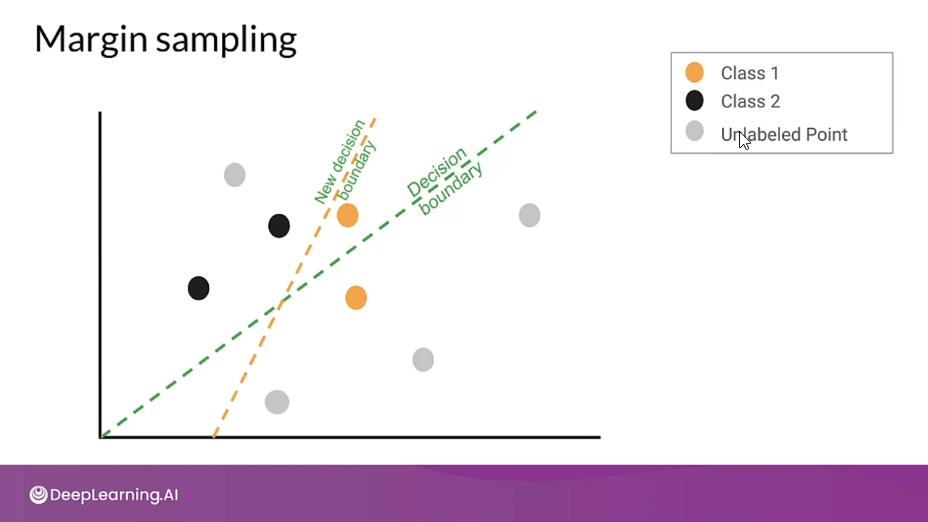 Margin sampling
Class 1
Class 2
Unlabeled Point
New decision
boundary
Decision
boundary
DeepLearning.AI